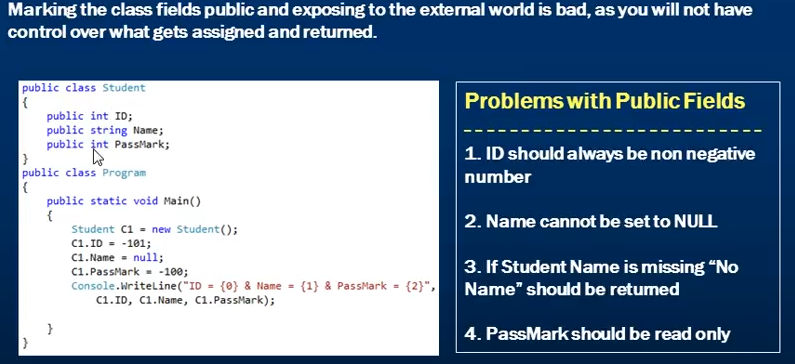 Marking the class fields public and exposing to the external world is bad, as you will not have
control over what gets assigned and returned.
public class Student
{
    public int ID;
    public string Name;
    public int PassMark;
}
public class Program
{
    public static void Main()
    {
        Student C1 = new Student();
        C1.ID = -101;
        C1.Name = null;
        C1.PassMark = -100;
        Console.WriteLine("ID = {0} & Name = {1} & PassMark = {2}",
            C1.ID, C1.Name, C1.PassMark);
    }
}
Problems with Public Fields
- - - - - - - - - - - - - - - - - - - - - - - - - -
1. ID should always be non negative
number
2. Name cannot be set to NULL
3. If Student Name is missing “No
Name” should be returned
4. PassMark should be read only